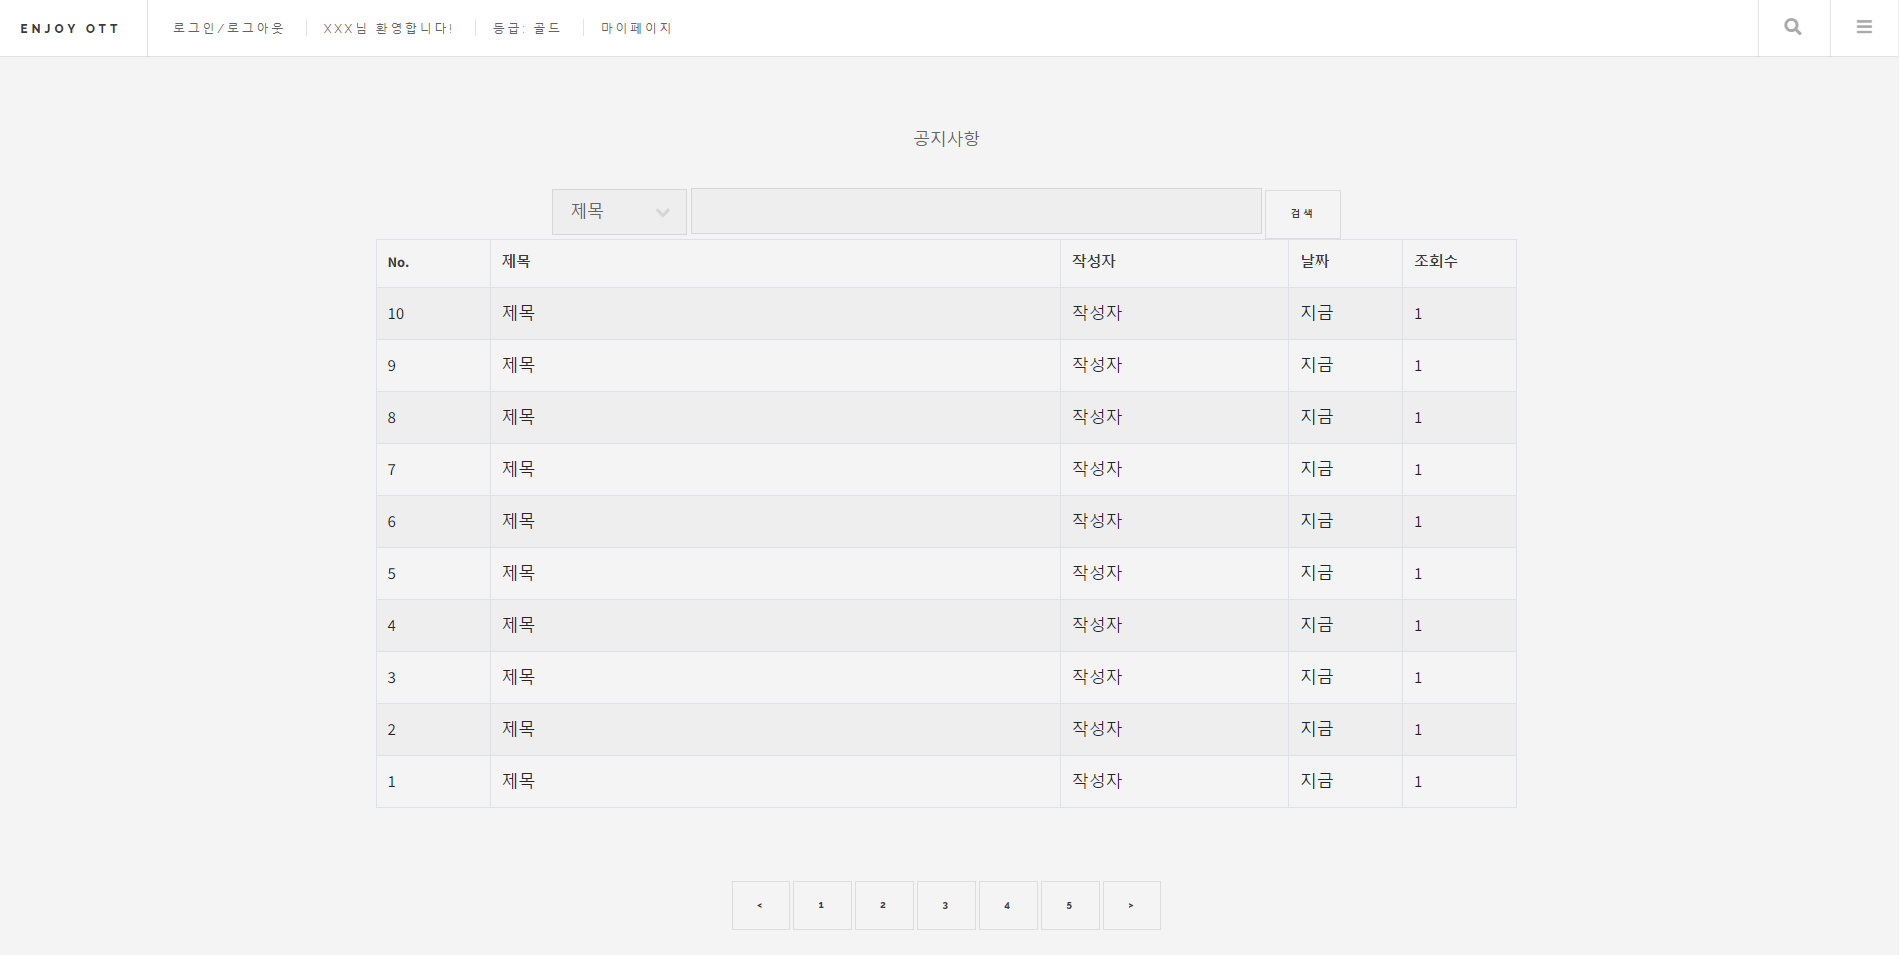 ENJOY OTT 로그인/로그아웃 XXX님 환영합니다! 등급: 골드 마이페이지
공지사항
제목 검색
No. 제목 작성자 날짜 조회수
10 제목 작성자 지금 1
9 제목 작성자 지금 1
8 제목 작성자 지금 1
7 제목 작성자 지금 1
6 제목 작성자 지금 1
5 제목 작성자 지금 1
4 제목 작성자 지금 1
3 제목 작성자 지금 1
2 제목 작성자 지금 1
1 제목 작성자 지금 1
< 1 2 3 4 5 >